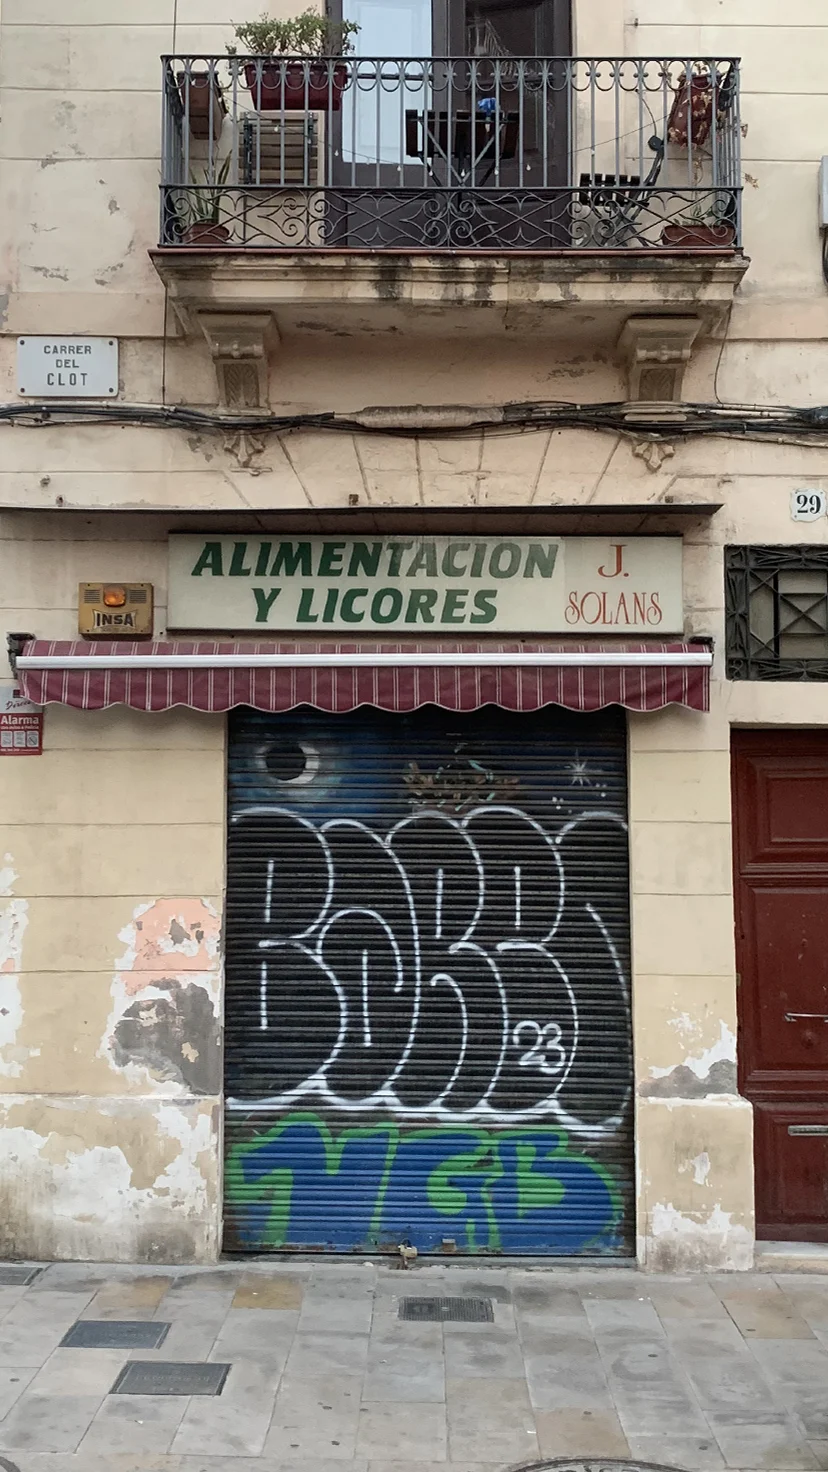 CARRER
DEL
CLOT
29
ALIMENTACION
Y LICORES
J.
SOLANS
INSA
Alarma
23